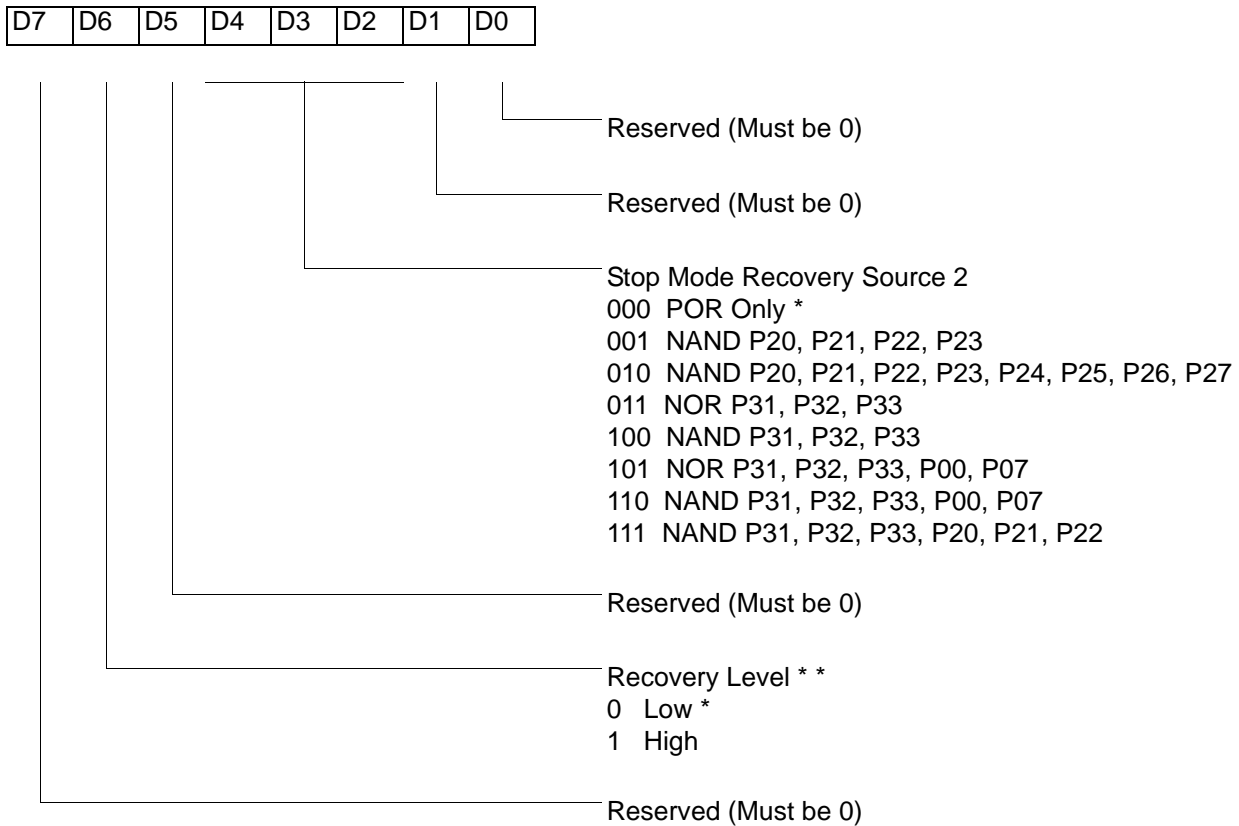 D7 D6 D5 D4 D3 D2 D1 D0
Reserved (Must be 0)
Reserved (Must be 0)
Stop Mode Recovery Source 2
000 POR Only *
001 NAND P20, P21, P22, P23
010 NAND P20, P21, P22, P23, P24, P25, P26, P27
011 NOR P31, P32, P33
100 NAND P31, P32, P33
101 NOR P31, P32, P33, P00, P07
110 NAND P31, P32, P33, P00, P07
111 NAND P31, P32, P33, P20, P21, P22
Reserved (Must be 0)
Recovery Level * *
0 Low *
1 High
Reserved (Must be 0)